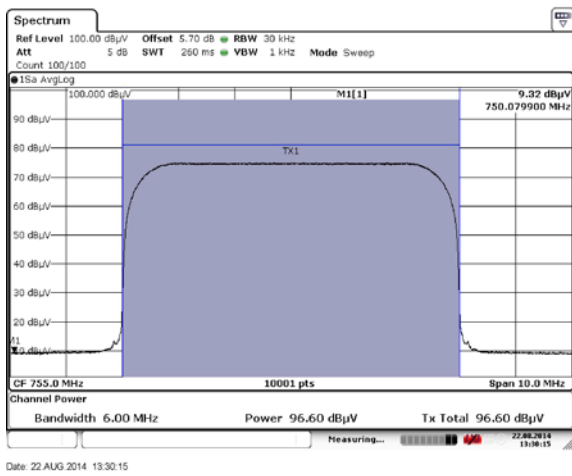 Spectrum
Ref Level 100.00 dBµV Offset 5.70 dB RBW 30 kHz
Att 5 dB SWT 260 ms VBW 1 kHz Mode Sweep
Count 100/100
1Sa AvgLog
100.000 dBµV M1[1] 9.32 dBµV
750.079900 MHz
90 dBµV
80 dBµV
TX1
70 dBµV
60 dBµV
50 dBµV
40 dBµV
30 dBµV
20 dBµV
M1
CF 755.0 MHz 10001 pts Span 10.0 MHz
Channel Power
Bandwidth 6.00 MHz Power 96.60 dBµV Tx Total 96.60 dBµV
Measuring... 22.08.2014
13:30:15
Date: 22.AUG.2014 13:30:15